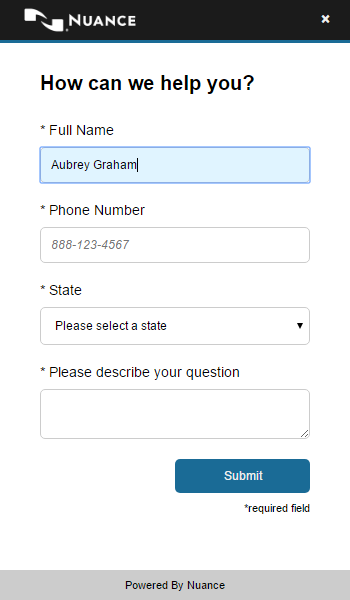 NUANCE ×
How can we help you?
* Full Name
Aubrey Graham
* Phone Number
888-123-4567
* State
Please select a state
* Please describe your question
Submit
*required field
Powered By Nuance